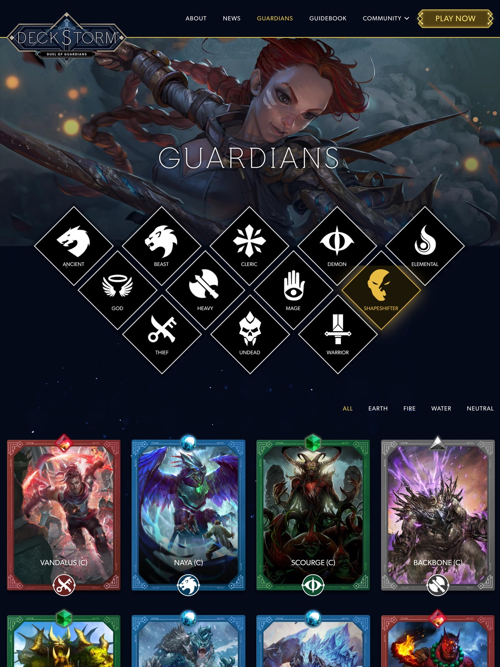 DECKSTORM
DUEL OF GUARDIANS
ABOUT NEWS GUARDIANS GUIDEBOOK COMMUNITY PLAY NOW
GUARDIANS
ANCIENT BEAST CLERIC DEMON ELEMENTAL
GOD HEAVY MAGE SHAPESHIFTER
THIEF UNDEAD WARRIOR
ALL EARTH FIRE WATER NEUTRAL
VANDALUS (C) NAYA (C) SCOURGE (C) BACKBONE (C)